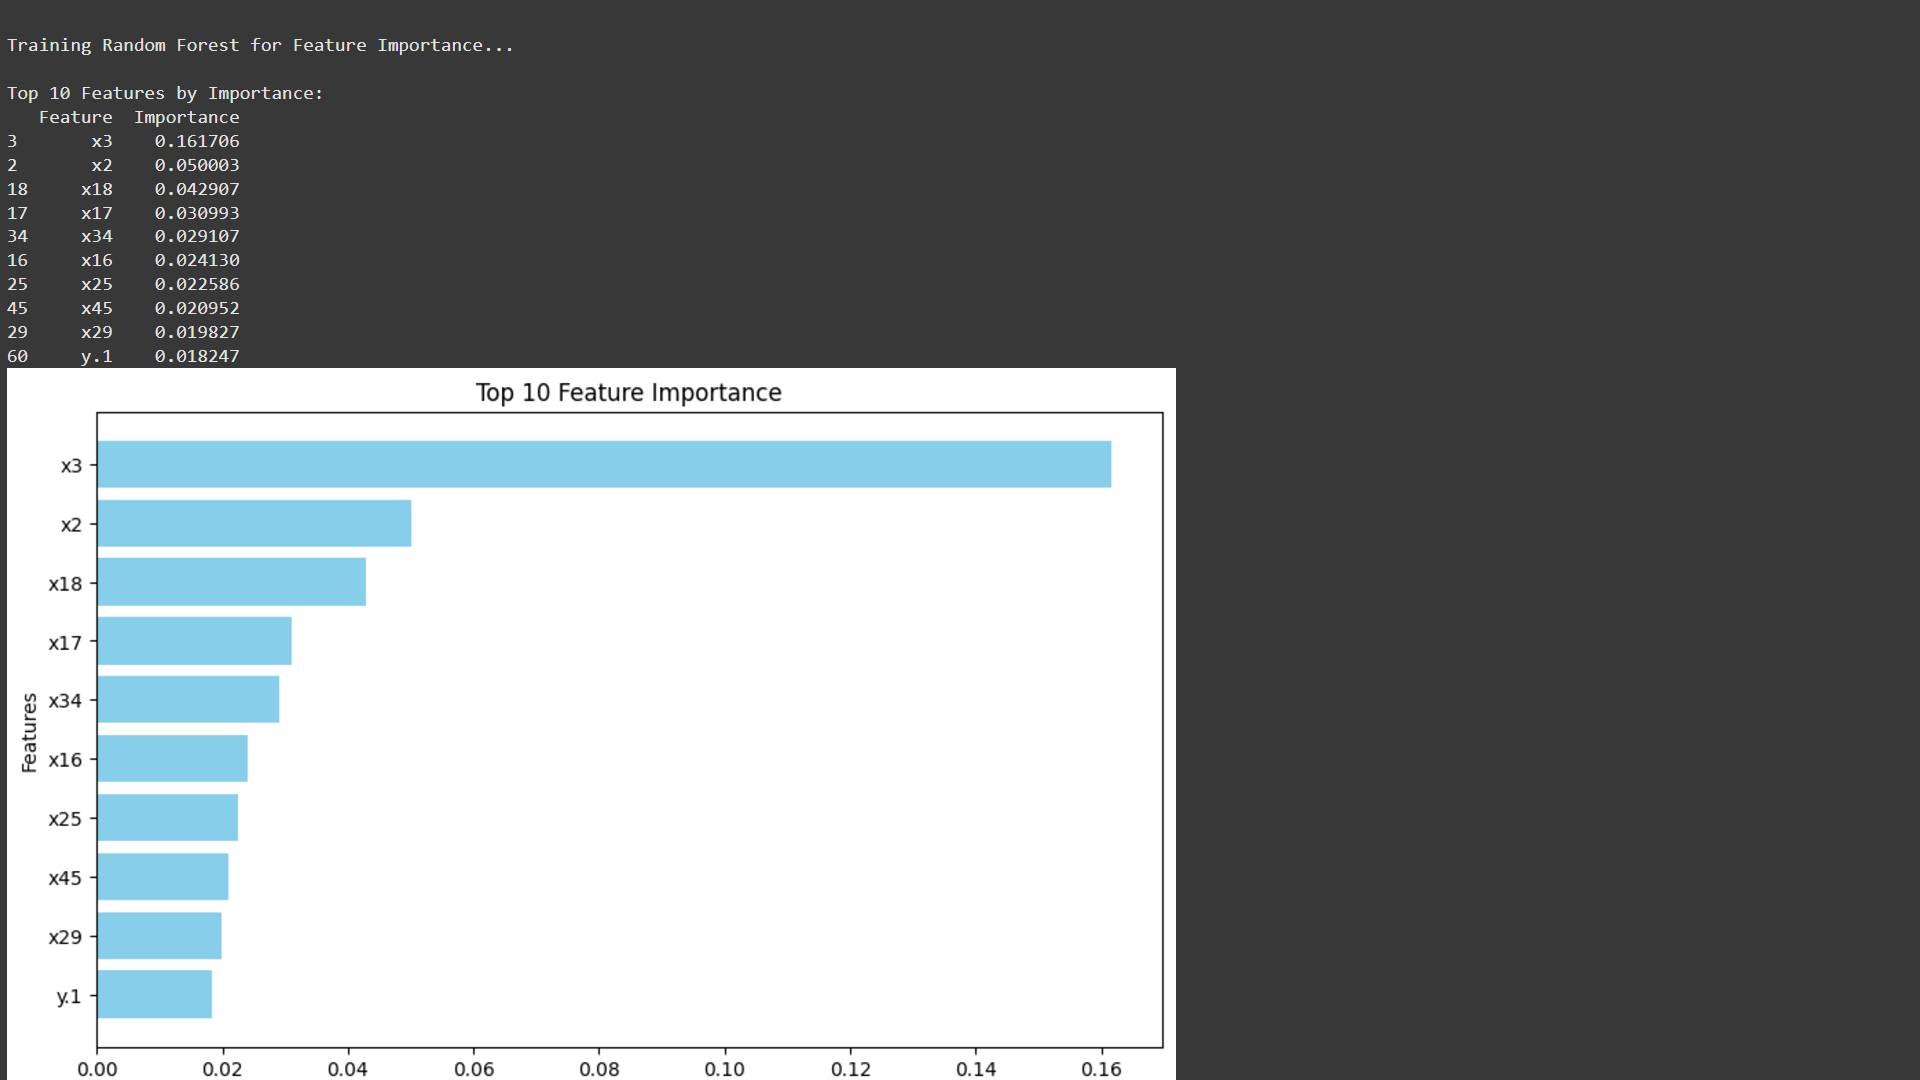 Training Random Forest for Feature Importance...
Top 10 Features by Importance:
Feature Importance
3 x3 0.161706
2 x2 0.050003
18 x18 0.042907
17 x17 0.030993
34 x34 0.029107
16 x16 0.024130
25 x25 0.022586
45 x45 0.020952
29 x29 0.019827
60 y.1 0.018247
Top 10 Feature Importance
Features
x3
x2
x18
x17
x34
x16
x25
x45
x29
y.1
0.00 0.02 0.04 0.06 0.08 0.10 0.12 0.14 0.16